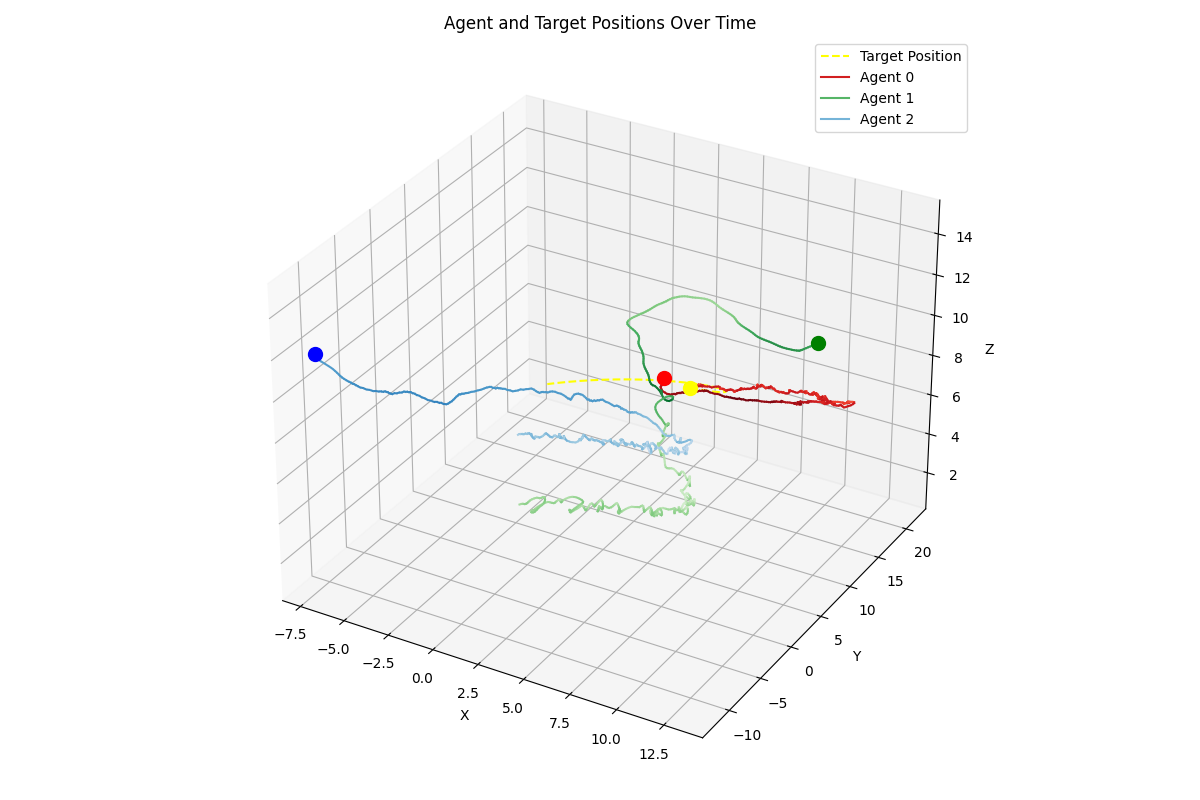 Agent and Target Positions Over Time
Target Position
Agent 0
Agent 1
Agent 2
14
12
10
8
6
4
2
Z
20
15
10
5
0
−5
−10
Y
−7.5
−5.0
−2.5
0.0
2.5
5.0
7.5
10.0
12.5
X